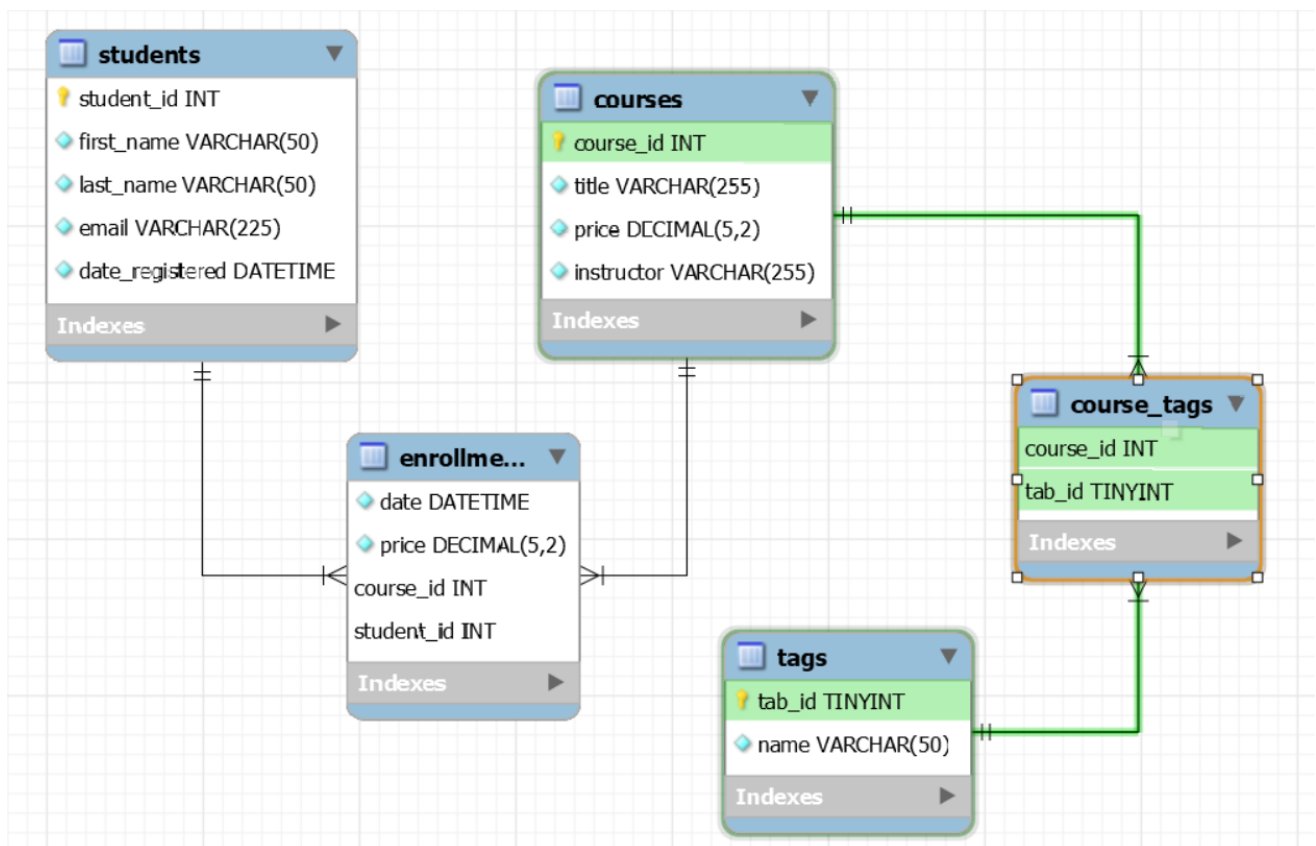 students
student_id INT
first_name VARCHAR(50)
last_name VARCHAR(50)
email VARCHAR(225)
date_registered DATETIME
Indexes
courses
course_id INT
title VARCHAR(255)
price DECIMAL(5,2)
instructor VARCHAR(255)
Indexes
enrollme...
date DATETIME
price DECIMAL(5,2)
course_id INT
student_id INT
Indexes
course_tags
course_id INT
tab_id TINYINT
Indexes
tags
tab_id TINYINT
name VARCHAR(50)
Indexes